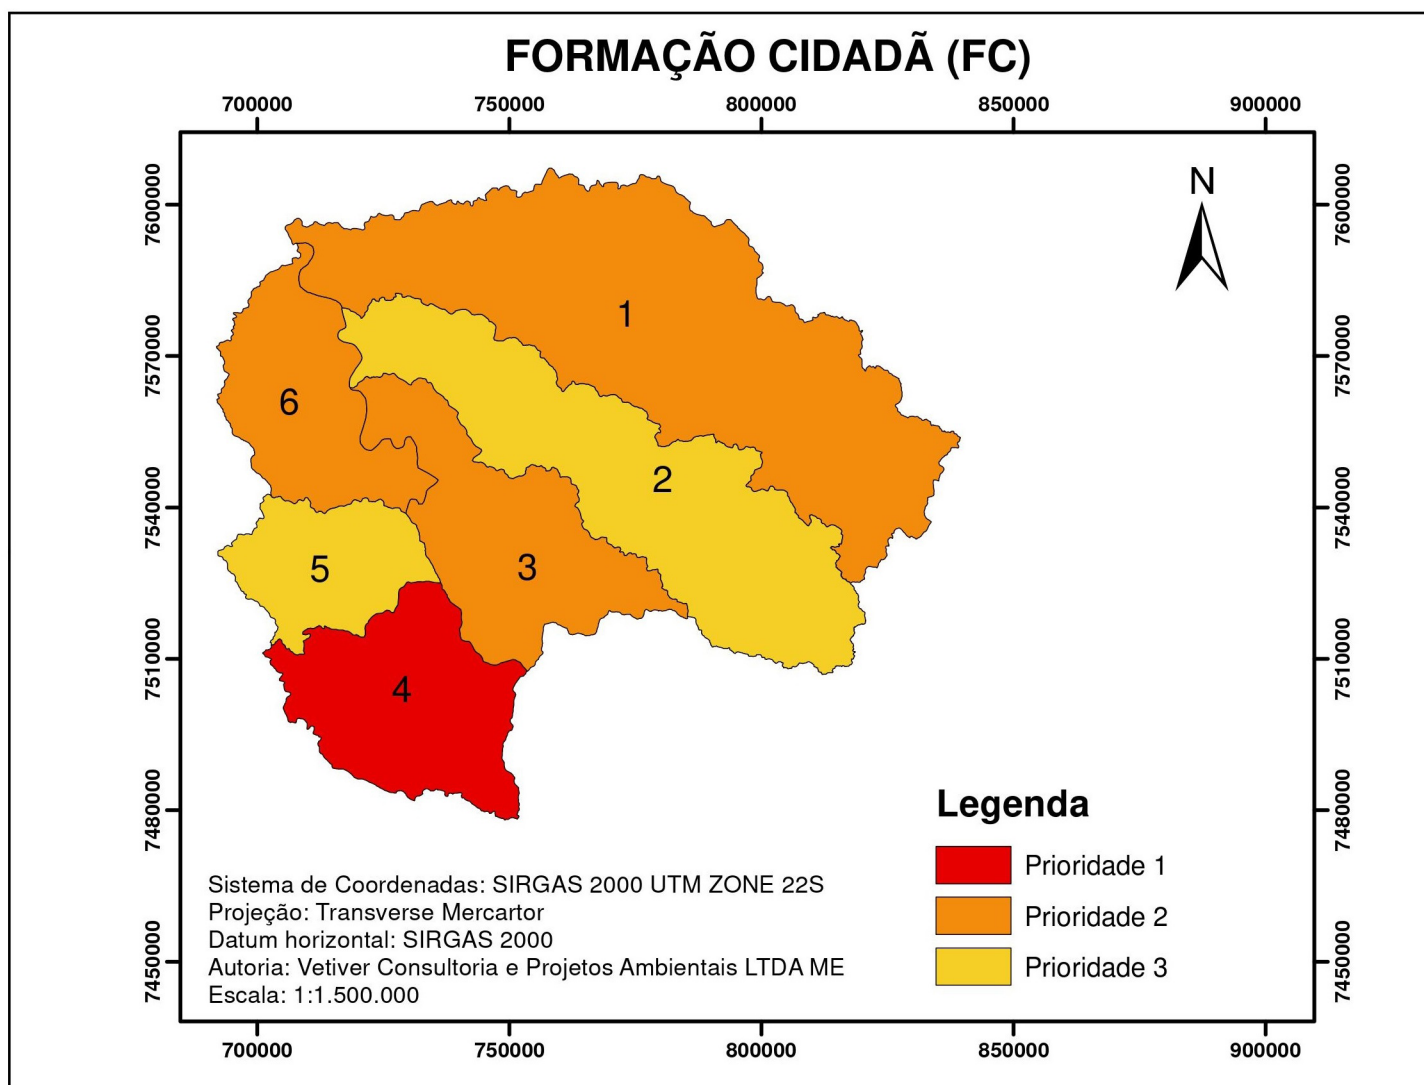 FORMAÇÃO CIDADÃ (FC)
700000 750000 800000 850000 900000
7600000 7600000
7570000 7570000
7540000 7540000
7510000 7510000
7480000 7480000
7450000 7450000
N
1
6
2
5
3
4
Legenda
Prioridade 1
Prioridade 2
Prioridade 3
Sistema de Coordenadas: SIRGAS 2000 UTM ZONE 22S
Projeção: Transverse Mercartor
Datum horizontal: SIRGAS 2000
Autoria: Vetiver Consultoria e Projetos Ambientais LTDA ME
Escala: 1:1.500.000
700000 750000 800000 850000 900000